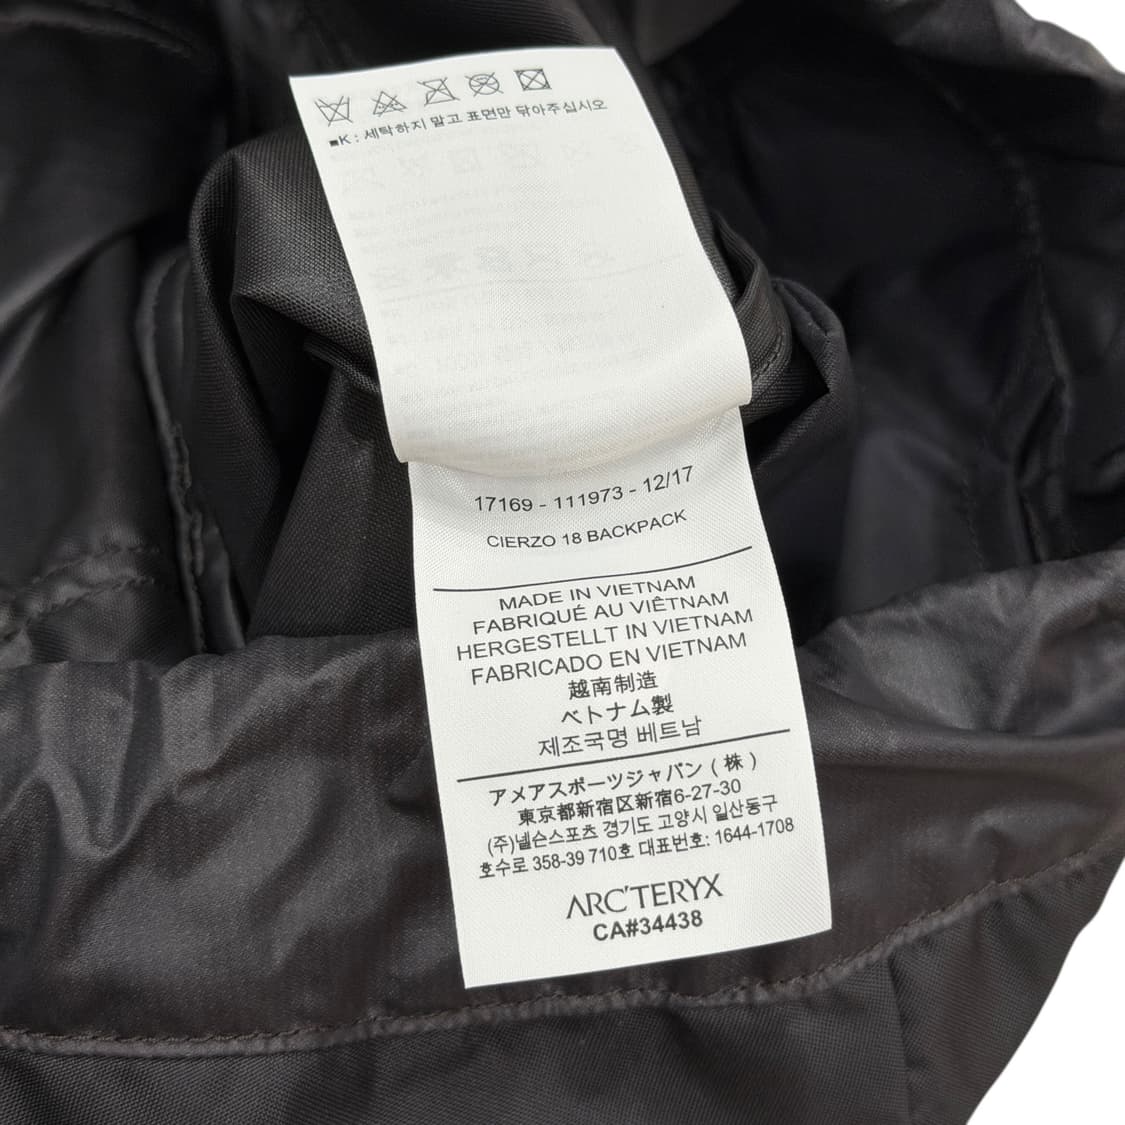 ■K : 세탁하지 말고 표면만 닦아주십시오
17169 - 111973 - 12/17
CIERZO 18 BACKPACK
MADE IN VIETNAM
FABRIQUÉ AU VIÊTNAM
HERGESTELLT IN VIETNAM
FABRICADO EN VIETNAM
越南制造
ベトナム製
제조국명 베트남
アメアスポーツジャパン ( 株 )
東京都新宿区新宿6-27-30
(주)넬슨스포츠 경기도 고양시 일산동구
호수로 358-39 710호 대표번호: 1644-1708
ARC'TERYX
CA#34438